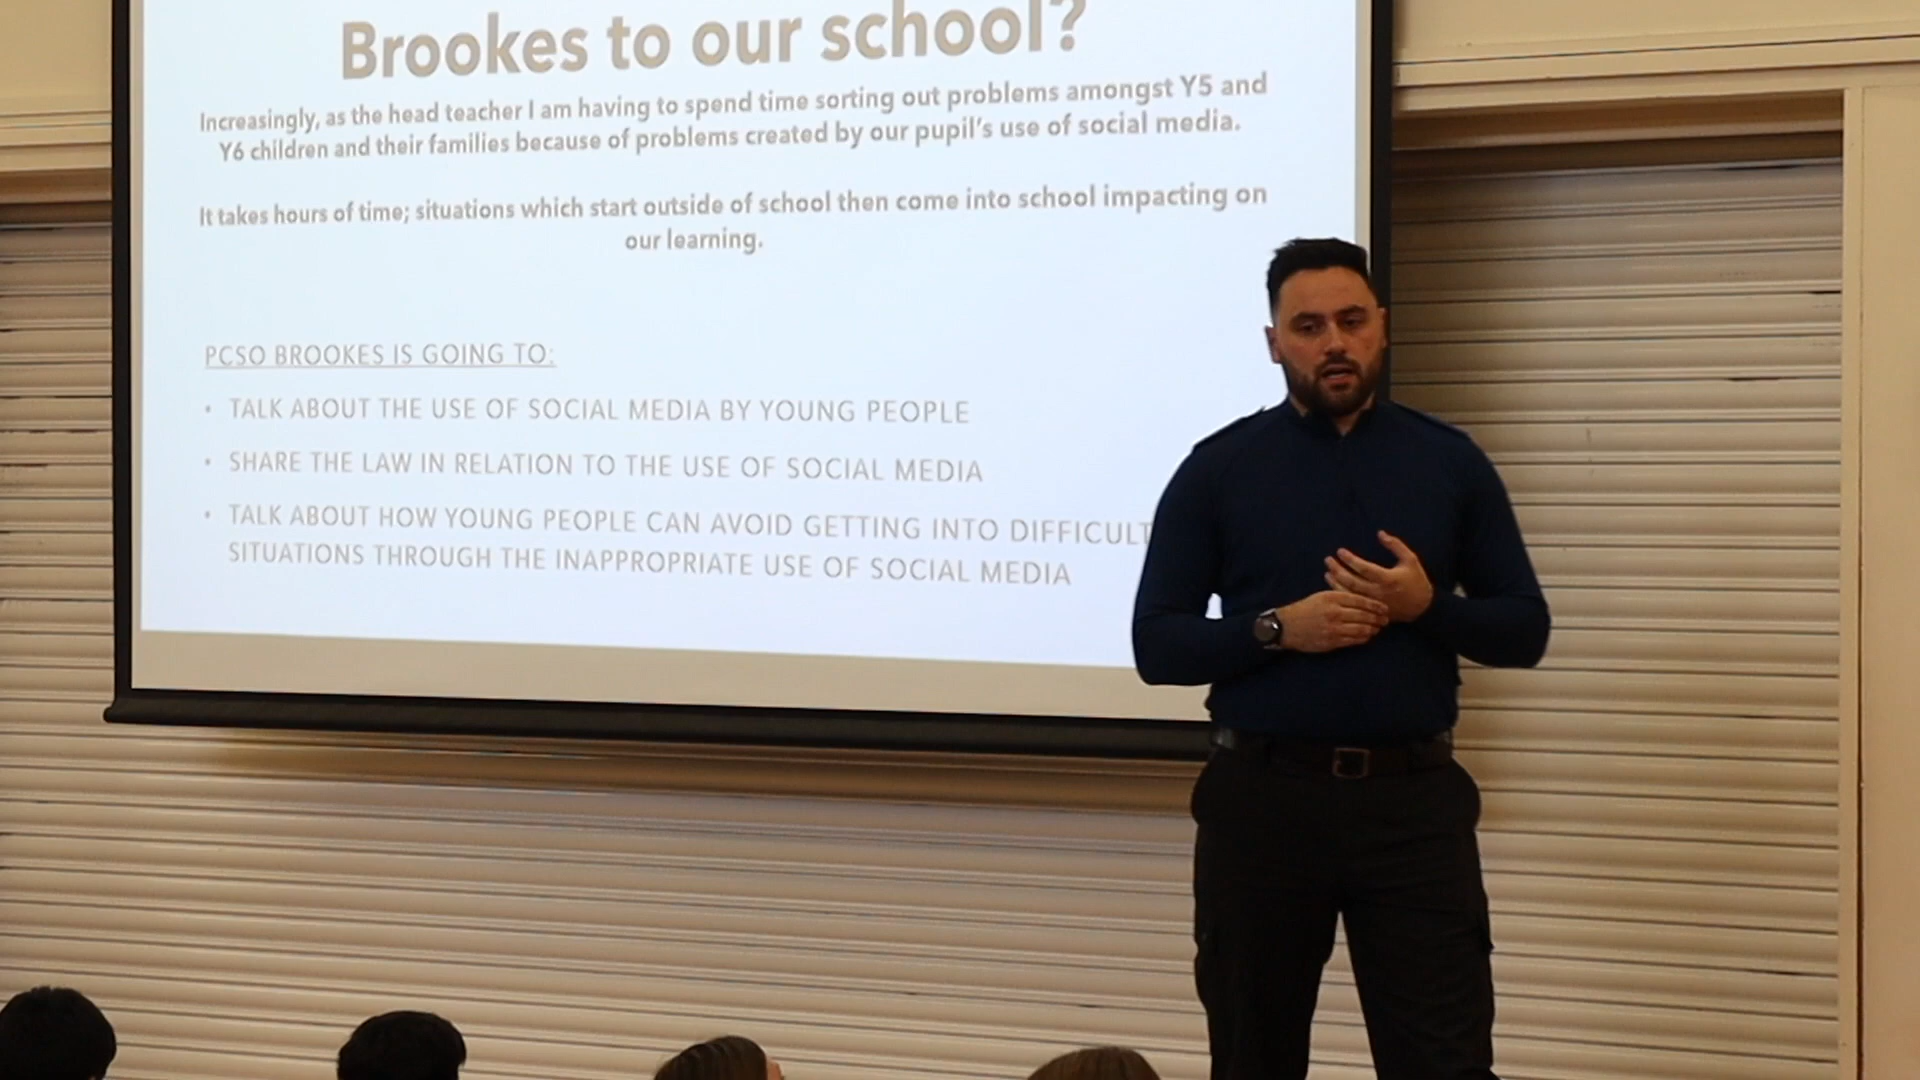 Brookes to our school?
Increasingly, as the head teacher I am having to spend time sorting out problems amongst Y5 and
Y6 children and their families because of problems created by our pupil's use of social media.
It takes hours of time; situations which start outside of school then come into school impacting on
our learning.
PCSO BROOKES IS GOING TO:
• TALK ABOUT THE USE OF SOCIAL MEDIA BY YOUNG PEOPLE
• SHARE THE LAW IN RELATION TO THE USE OF SOCIAL MEDIA
• TALK ABOUT HOW YOUNG PEOPLE CAN AVOID GETTING INTO DIFFICULT
SITUATIONS THROUGH THE INAPPROPRIATE USE OF SOCIAL MEDIA